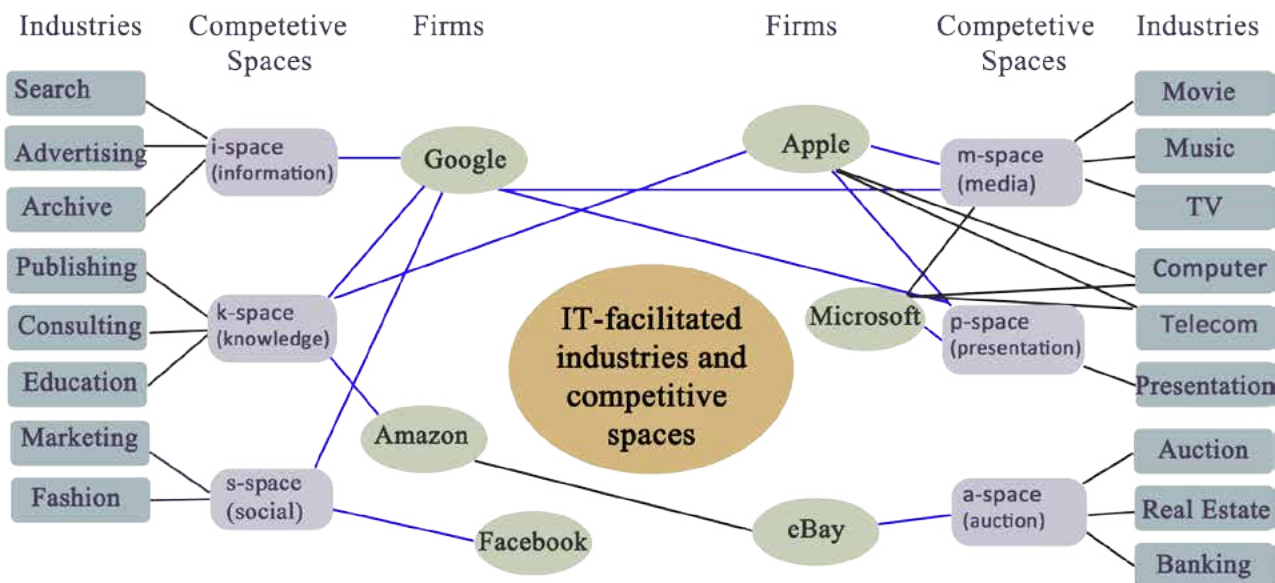 Industries
Competetive
Spaces
Firms
Firms
Competetive
Spaces
Industries
Search
Advertising
Archive
Publishing
Consulting
Education
Marketing
Fashion
i-space
(information)
k-space
(knowledge)
s-space
(social)
Google
Amazon
Facebook
IT-facilitated
industries and
competitive
spaces
Apple
Microsoft
eBay
m-space
(media)
p-space
(presentation)
a-space
(auction)
Movie
Music
TV
Computer
Telecom
Presentation
Auction
Real Estate
Banking